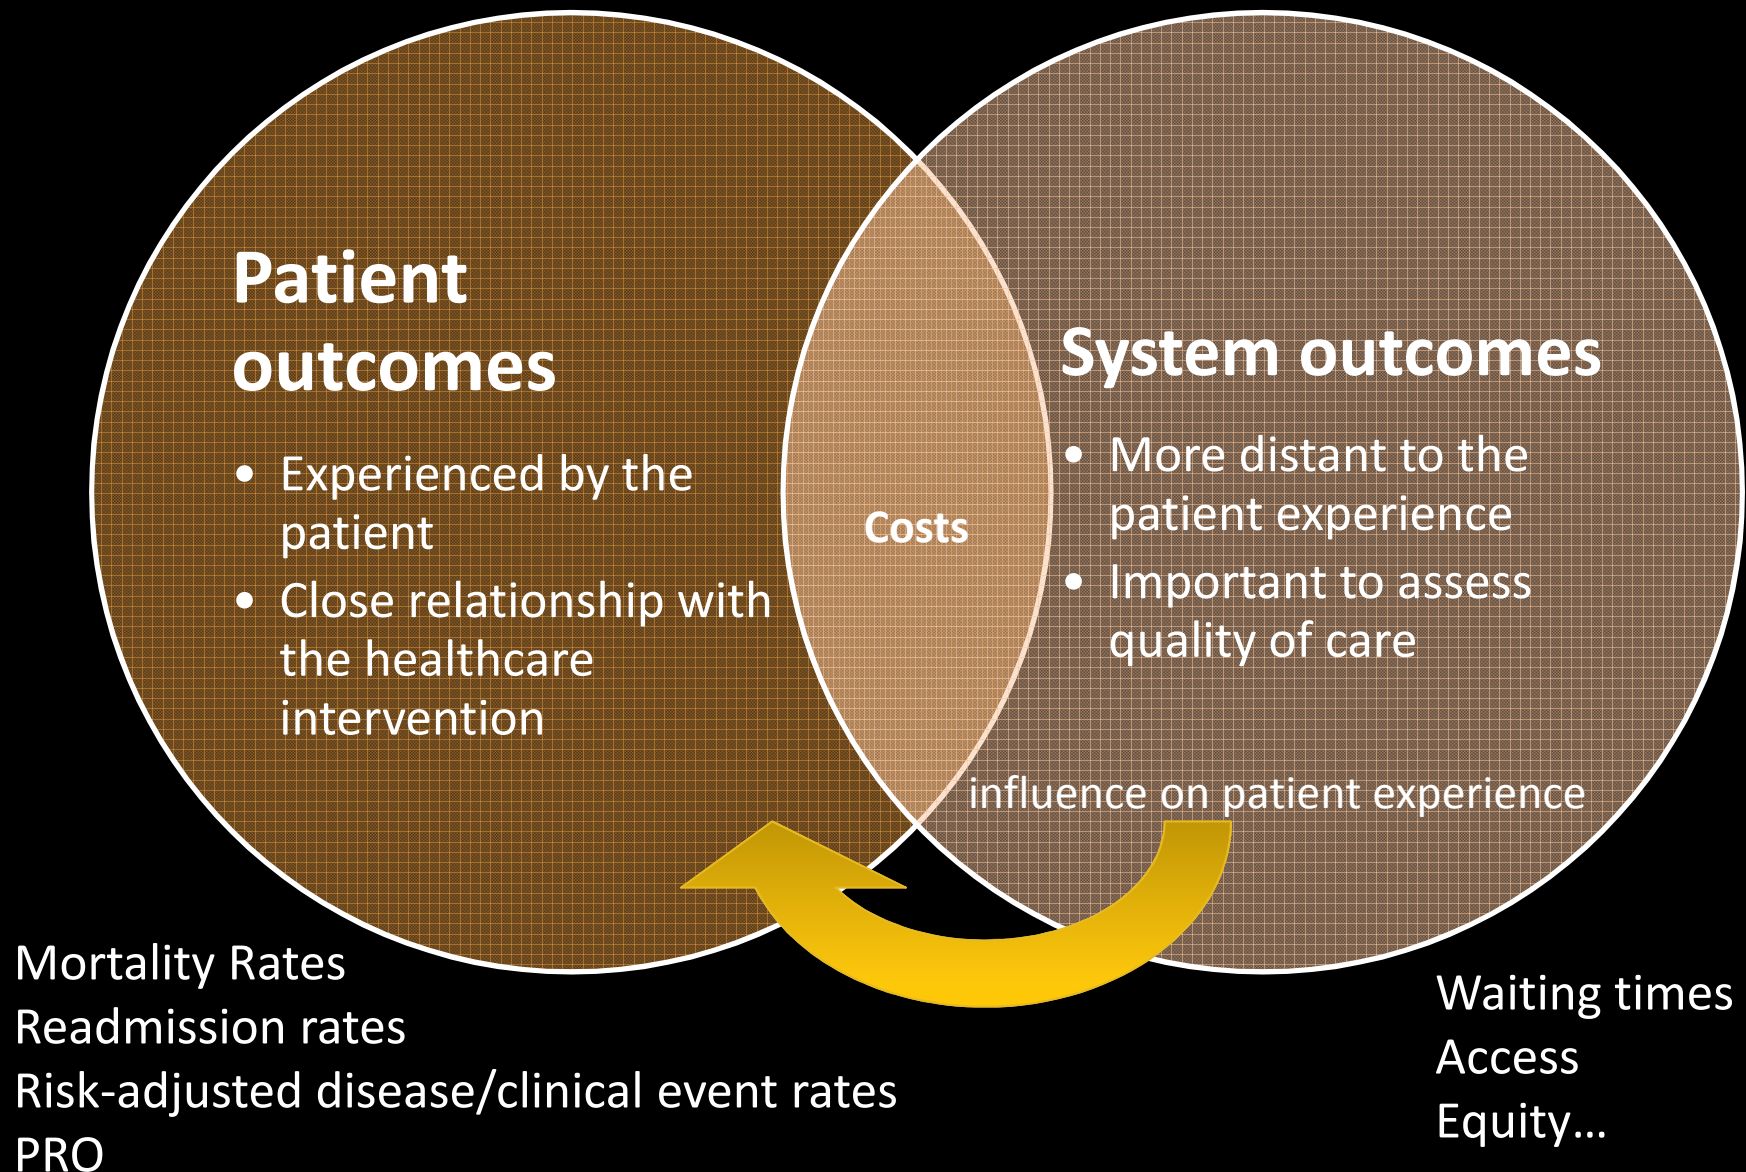 Patient
outcomes
• Experienced by the
patient
• Close relationship with
the healthcare
intervention
Costs
System outcomes
• More distant to the
patient experience
• Important to assess
quality of care
influence on patient experience
Mortality Rates
Readmission rates
Risk-adjusted disease/clinical event rates
PRO
Waiting times
Access
Equity...